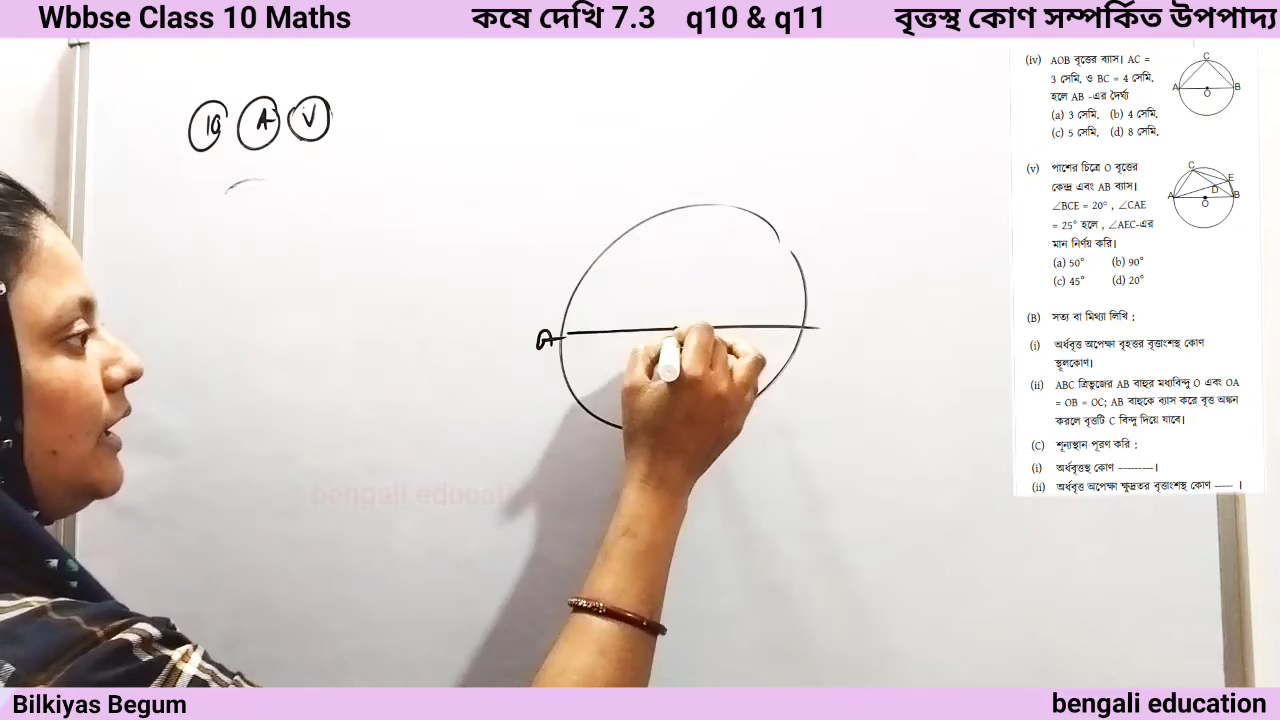 Wbbse Class 10 Maths কষে দেখি 7.3 q10 & q11 বৃত্তস্থ কোণ সম্পর্কিত উপপাদ্য
10 A V
A
(iv) AOB বৃত্তের ব্যাস। AC =
3 সেমি. ও BC = 4 সেমি.
হলে AB -এর দৈর্ঘ্য
(a) 3 সেমি. (b) 4 সেমি.
(c) 5 সেমি. (d) 8 সেমি.
C
A B
O
(v) পাশের চিত্রে O বৃত্তের
কেন্দ্র এবং AB ব্যাস।
∠BCE = 20° , ∠CAE
= 25° হলে , ∠AEC-এর
মান নির্ণয় করি।
(a) 50° (b) 90°
(c) 45° (d) 20°
C
E
D
A B
O
(B) সত্য বা মিথ্যা লিখি ;
(i) অর্ধবৃত্ত অপেক্ষা বৃহত্তর বৃত্তাংশস্থ কোণ
স্থূলকোণ।
(ii) ABC ত্রিভুজের AB বাহুর মধ্যবিন্দু O এবং OA
= OB = OC; AB বাহুকে ব্যাস করে বৃত্ত অঙ্কন
করলে বৃত্তটি C বিন্দু দিয়ে যাবে।
(C) শূন্যস্থান পূরণ করি ;
(i) অর্ধবৃত্তস্থ কোণ ---------।
(ii) অর্ধবৃত্ত অপেক্ষা ক্ষুদ্রতর বৃত্তাংশস্থ কোণ ----- ।
Bilkiyas Begum bengali education